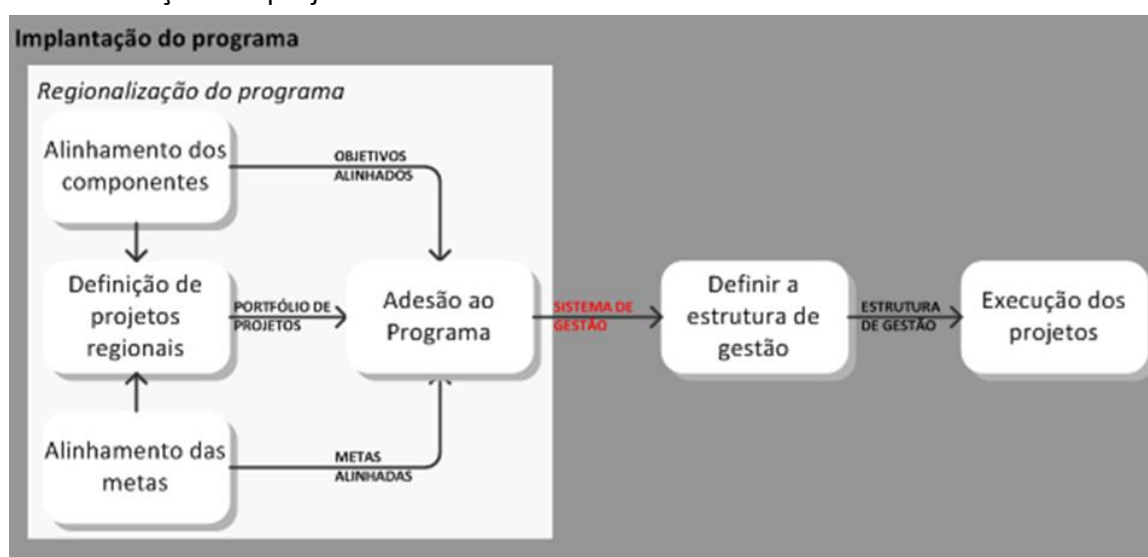 Implantação do programa
Regionalização do programa
Alinhamento dos
componentes
OBJETIVOS
ALINHADOS
Definição de
projetos
regionais
PORTFÓLIO DE
PROJETOS
Adesão ao
Programa
SISTEMA DE
GESTÃO
Definir a
estrutura de
gestão
ESTRUTURA
DE GESTÃO
Execução dos
projetos
Alinhamento das
metas
METAS
ALINHADAS